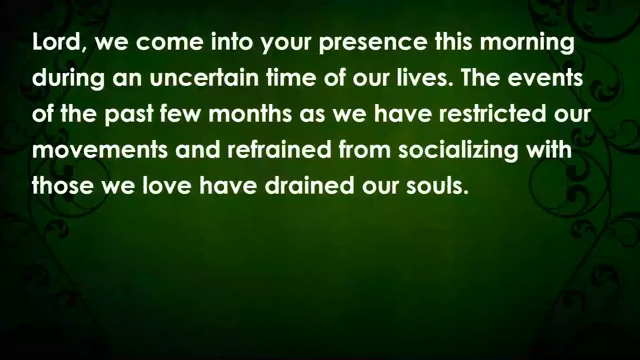 Lord, we come into your presence this morning
during an uncertain time of our lives. The events
of the past few months as we have restricted our
movements and refrained from socializing with
those we love have drained our souls.